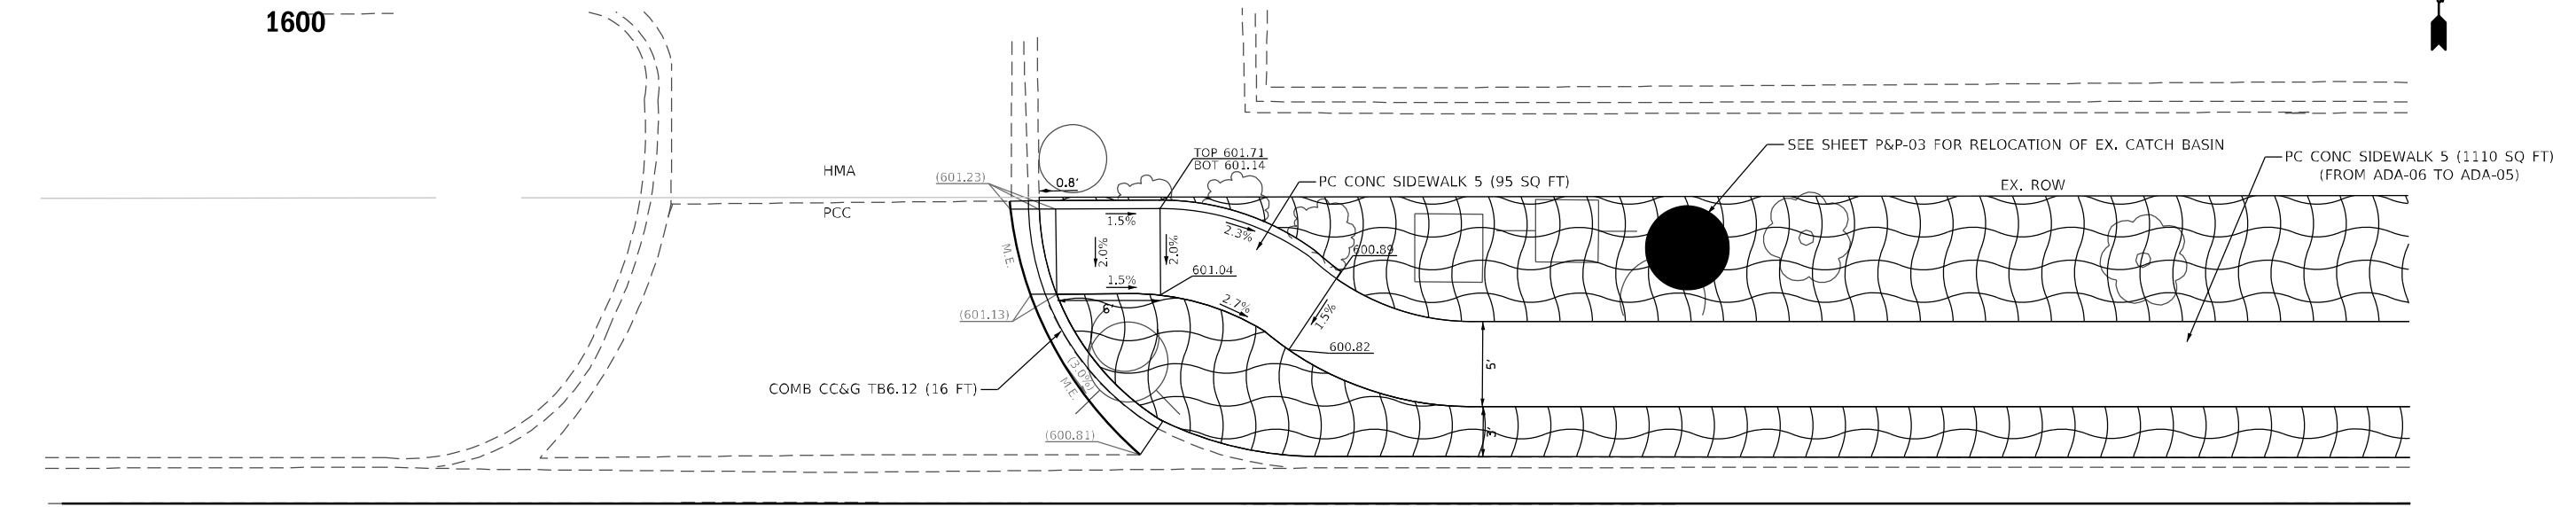 1600
SEE SHEET P&P-03 FOR RELOCATION OF EX. CATCH BASIN
TOP 601.71
BOT 601.14
PC CONC SIDEWALK 5 (1110 SQ FT)
(FROM ADA-06 TO ADA-05)
HMA
(601.23)
0.8'
PC CONC SIDEWALK 5 (95 SQ FT)
EX. ROW
PCC
1.5%
2.3%
2.0%
2.0%
M.E.
600.89
601.04
1.5%
2.7%
6'
1.5%
(601.13)
600.82
5'
(3.0%)
M.E.
COMB CC&G TB6.12 (16 FT)
(600.81)
3'